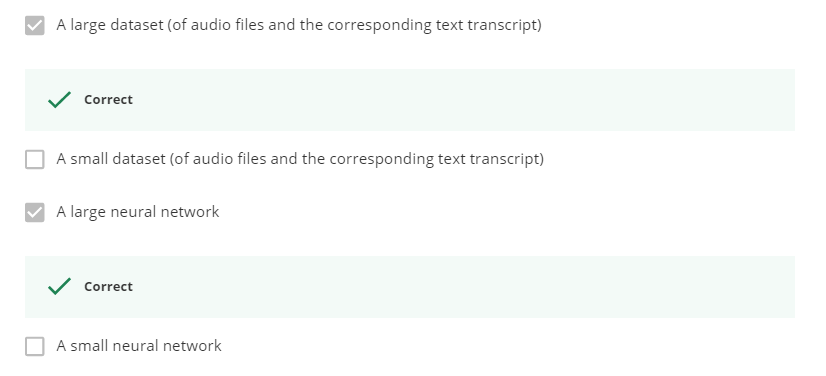 A large dataset (of audio files and the corresponding text transcript)
Correct
A small dataset (of audio files and the corresponding text transcript)
A large neural network
Correct
A small neural network